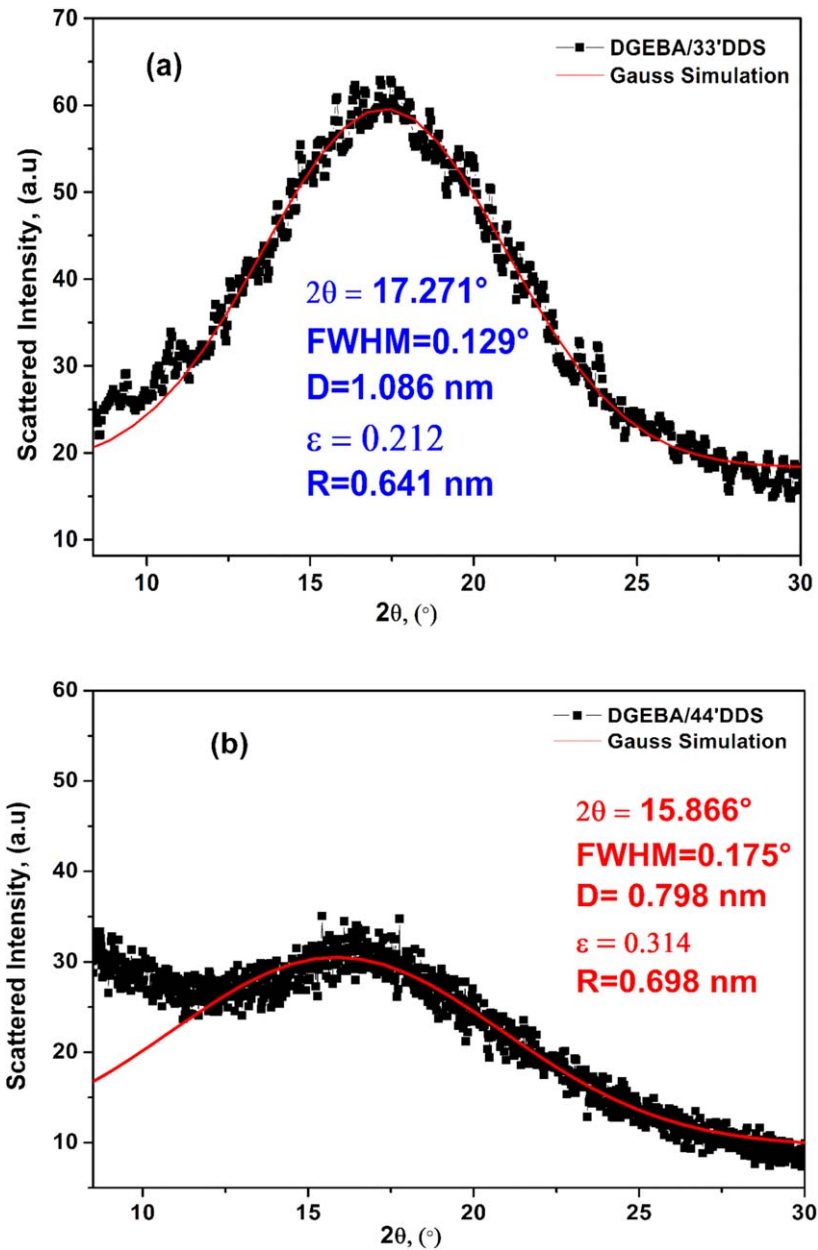 70
60
50
40
30
20
10
Scattered Intensity, (a.u)
(a)
DGEBA/33'DDS
Gauss Simulation
2θ = 17.271°
FWHM=0.129°
D=1.086 nm
ε = 0.212
R=0.641 nm
10 15 20 25 30
2θ, (°)
60
50
40
30
20
10
Scattered Intensity, (a.u)
(b)
DGEBA/44'DDS
Gauss Simulation
2θ = 15.866°
FWHM=0.175°
D= 0.798 nm
ε = 0.314
R=0.698 nm
10 15 20 25 30
2θ, (°)